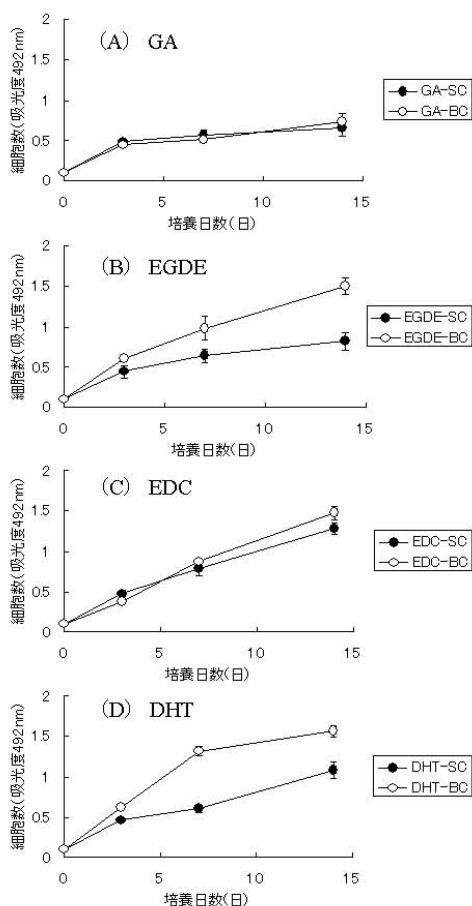 (A) GA
2
1.5
1
0.5
0
0 5 10 15
細胞数(吸光度492nm)
培養日数(日)
GA-SC
GA-BC
(B) EGDE
2
1.5
1
0.5
0
0 5 10 15
細胞数(吸光度492nm)
培養日数(日)
EGDE-SC
EGDE-BC
(C) EDC
2
1.5
1
0.5
0
0 5 10 15
細胞数(吸光度492nm)
培養日数(日)
EDC-SC
EDC-BC
(D) DHT
2
1.5
1
0.5
0
0 5 10 15
細胞数(吸光度492nm)
培養日数(日)
DHT-SC
DHT-BC